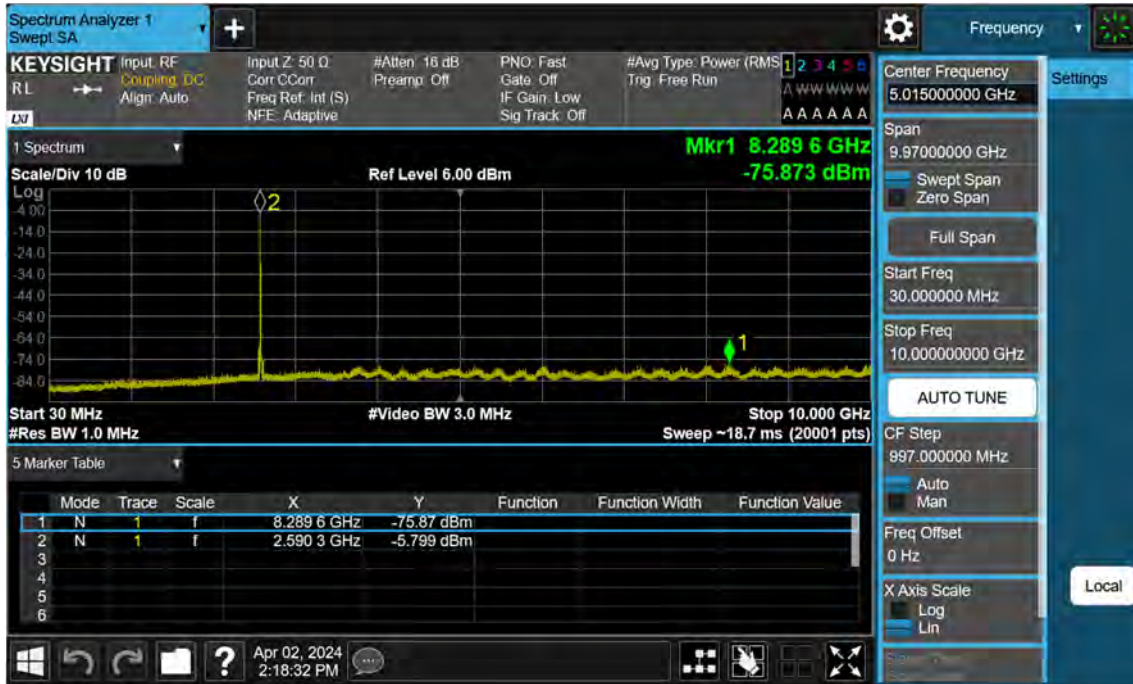 Spectrum Analyzer 1
Swept SA
+
Frequency
KEYSIGHT
RL
LXI
Input: RF
Coupling: DC
Align: Auto
Input Z: 50 Ω
Corr CCorr
Freq Ref: Int (S)
NFE: Adaptive
#Atten: 16 dB
Preamp: Off
PNO: Fast
Gate: Off
IF Gain: Low
Sig Track: Off
#Avg Type: Power (RMS
Trig: Free Run
1 2 3 4 5 6
A W W W W W
A A A A A A
Center Frequency
5.015000000 GHz
Settings
1 Spectrum
Scale/Div 10 dB
Ref Level 6.00 dBm
Mkr1 8.289 6 GHz
-75.873 dBm
Log
-4.00
-14.0
-24.0
-34.0
-44.0
-54.0
-64.0
-74.0
-84.0
2
1
Start 30 MHz
#Res BW 1.0 MHz
#Video BW 3.0 MHz
Stop 10.000 GHz
Sweep ~18.7 ms (20001 pts)
Span
9.97000000 GHz
Swept Span
Zero Span
Full Span
Start Freq
30.000000 MHz
Stop Freq
10.000000000 GHz
AUTO TUNE
CF Step
997.000000 MHz
Auto
Man
Freq Offset
0 Hz
X Axis Scale
Log
Lin
Local
5 Marker Table
Mode Trace Scale X Y Function Function Width Function Value
1 N 1 f 8.289 6 GHz -75.87 dBm
2 N 1 f 2.590 3 GHz -5.799 dBm
3
4
5
6
?
Apr 02, 2024
2:18:32 PM